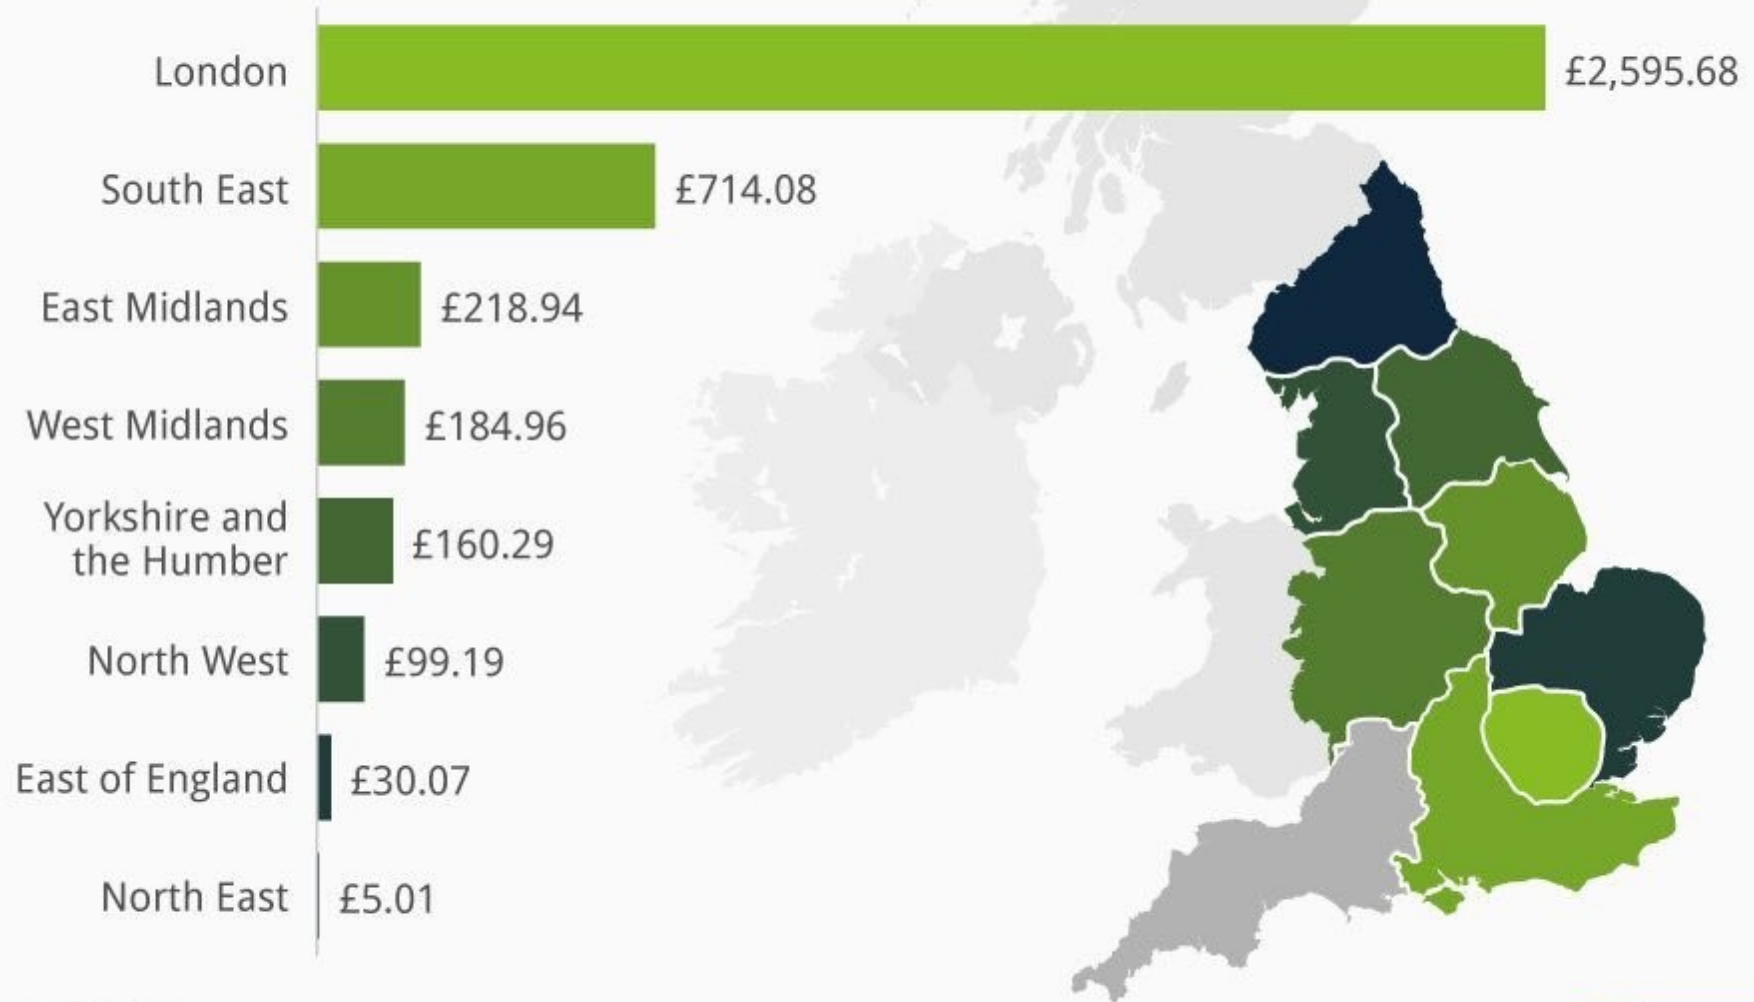 London £2,595.68
South East £714.08
East Midlands £218.94
West Midlands £184.96
Yorkshire and
the Humber £160.29
North West £99.19
East of England £30.07
North East £5.01